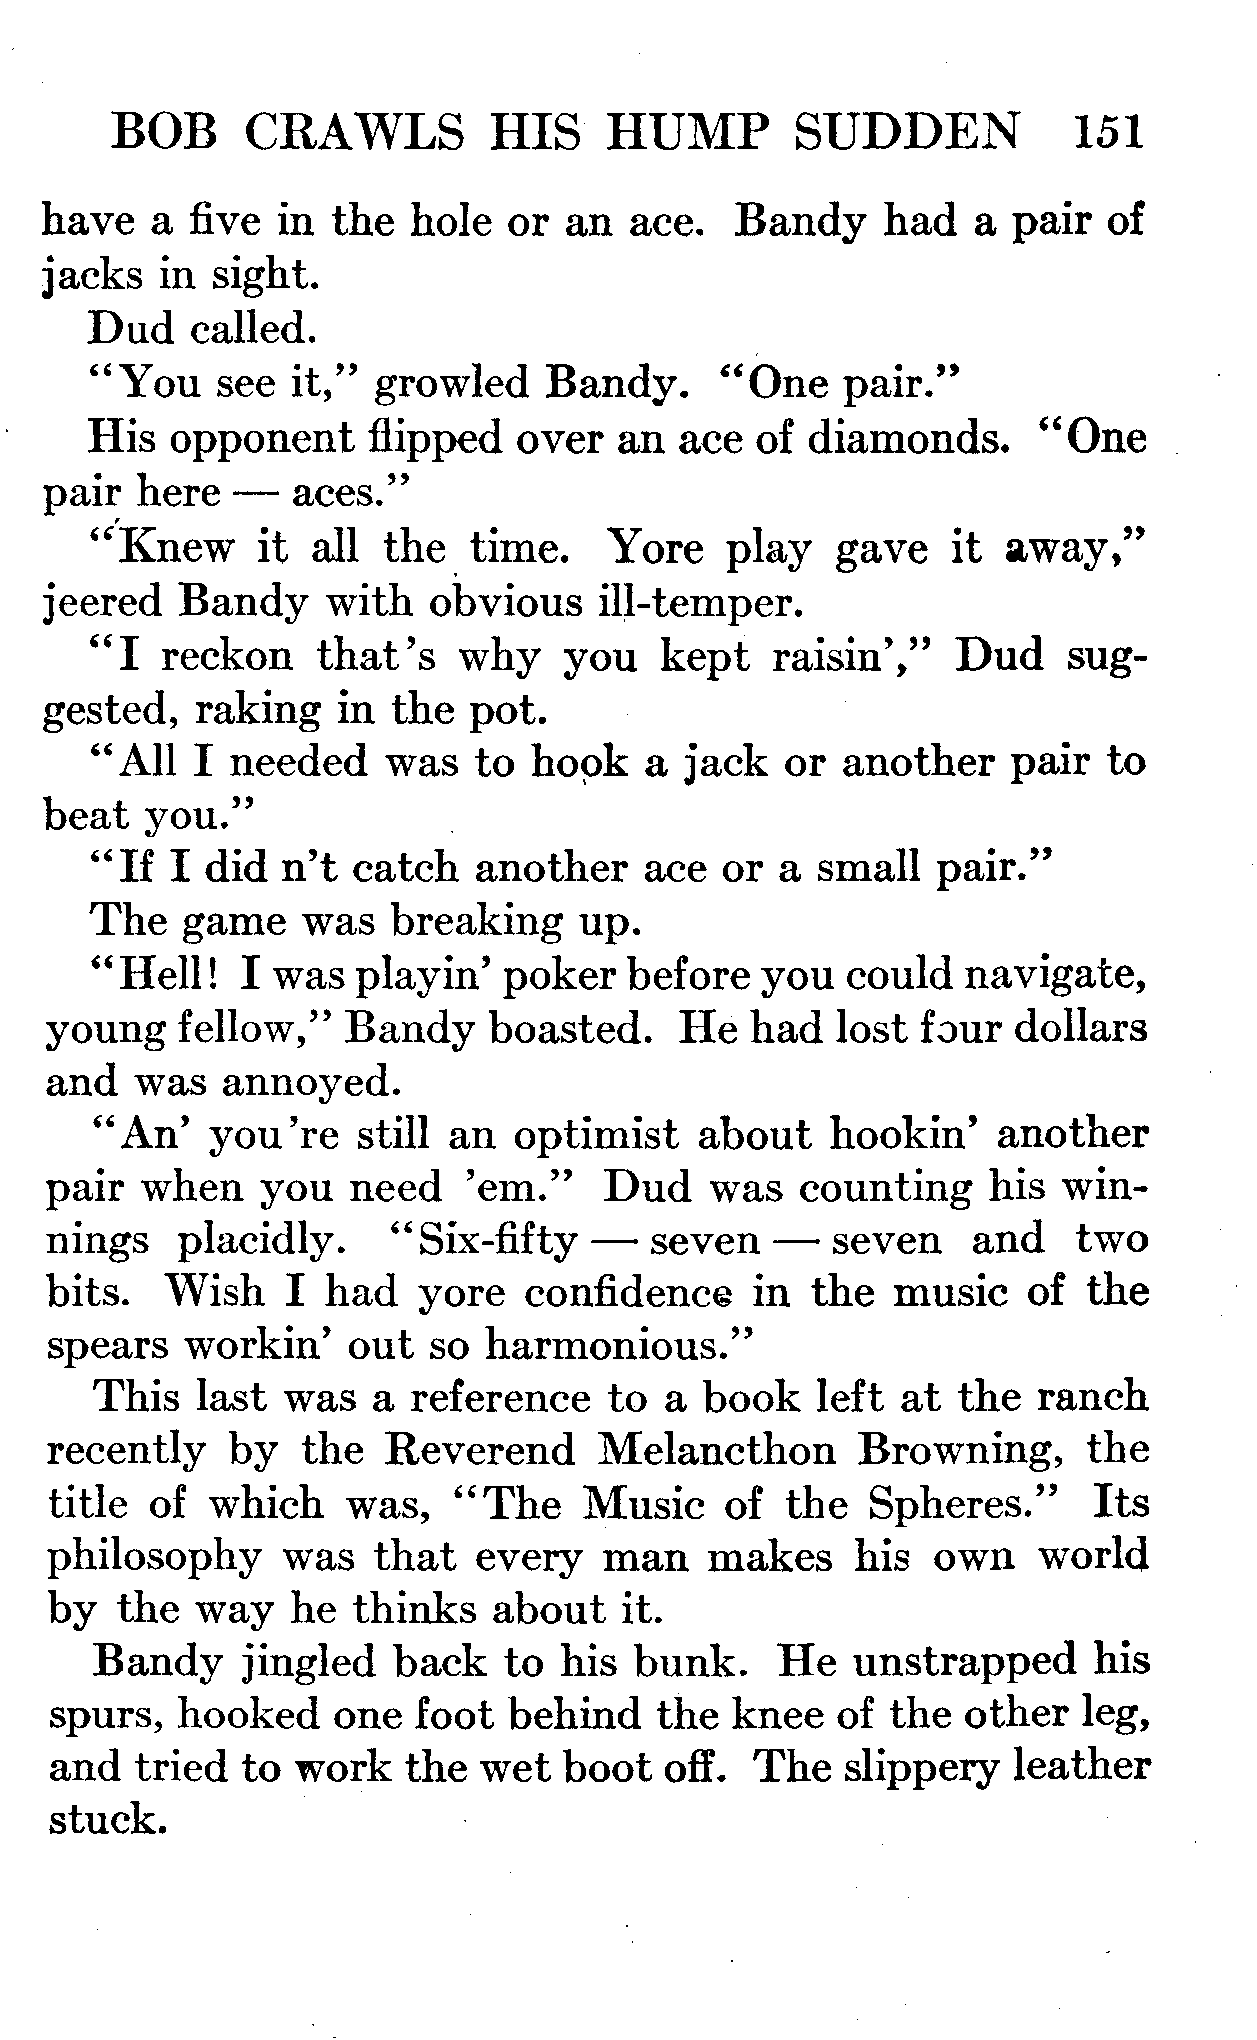 BOB CRAWLS HIS HUMP SUDDEN 151
have a five in the hole or an ace. Bandy had a pair of
jacks in sight.
Dud called.
“You see it,” growled Bandy. “One pair.”
His opponent flipped over an ace of diamonds. “One
pair here — aces.”
“Knew it all the time. Yore play gave it away,”
jeered Bandy with obvious ill-temper.
“I reckon that's why you kept raisin',” Dud sug-
gested, raking in the pot.
“All I needed was to hook a jack or another pair to
beat you.”
“If I did n't catch another ace or a small pair.”
The game was breaking up.
“Hell! I was playin' poker before you could navigate,
young fellow,” Bandy boasted. He had lost four dollars
and was annoyed.
“An' you're still an optimist about hookin' another
pair when you need 'em.” Dud was counting his win-
nings placidly. “Six-fifty — seven — seven and two
bits. Wish I had yore confidence in the music of the
spears workin' out so harmonious.”
This last was a reference to a book left at the ranch
recently by the Reverend Melancthon Browning, the
title of which was, “The Music of the Spheres.” Its
philosophy was that every man makes his own world
by the way he thinks about it.
Bandy jingled back to his bunk. He unstrapped his
spurs, hooked one foot behind the knee of the other leg,
and tried to work the wet boot off. The slippery leather
stuck.